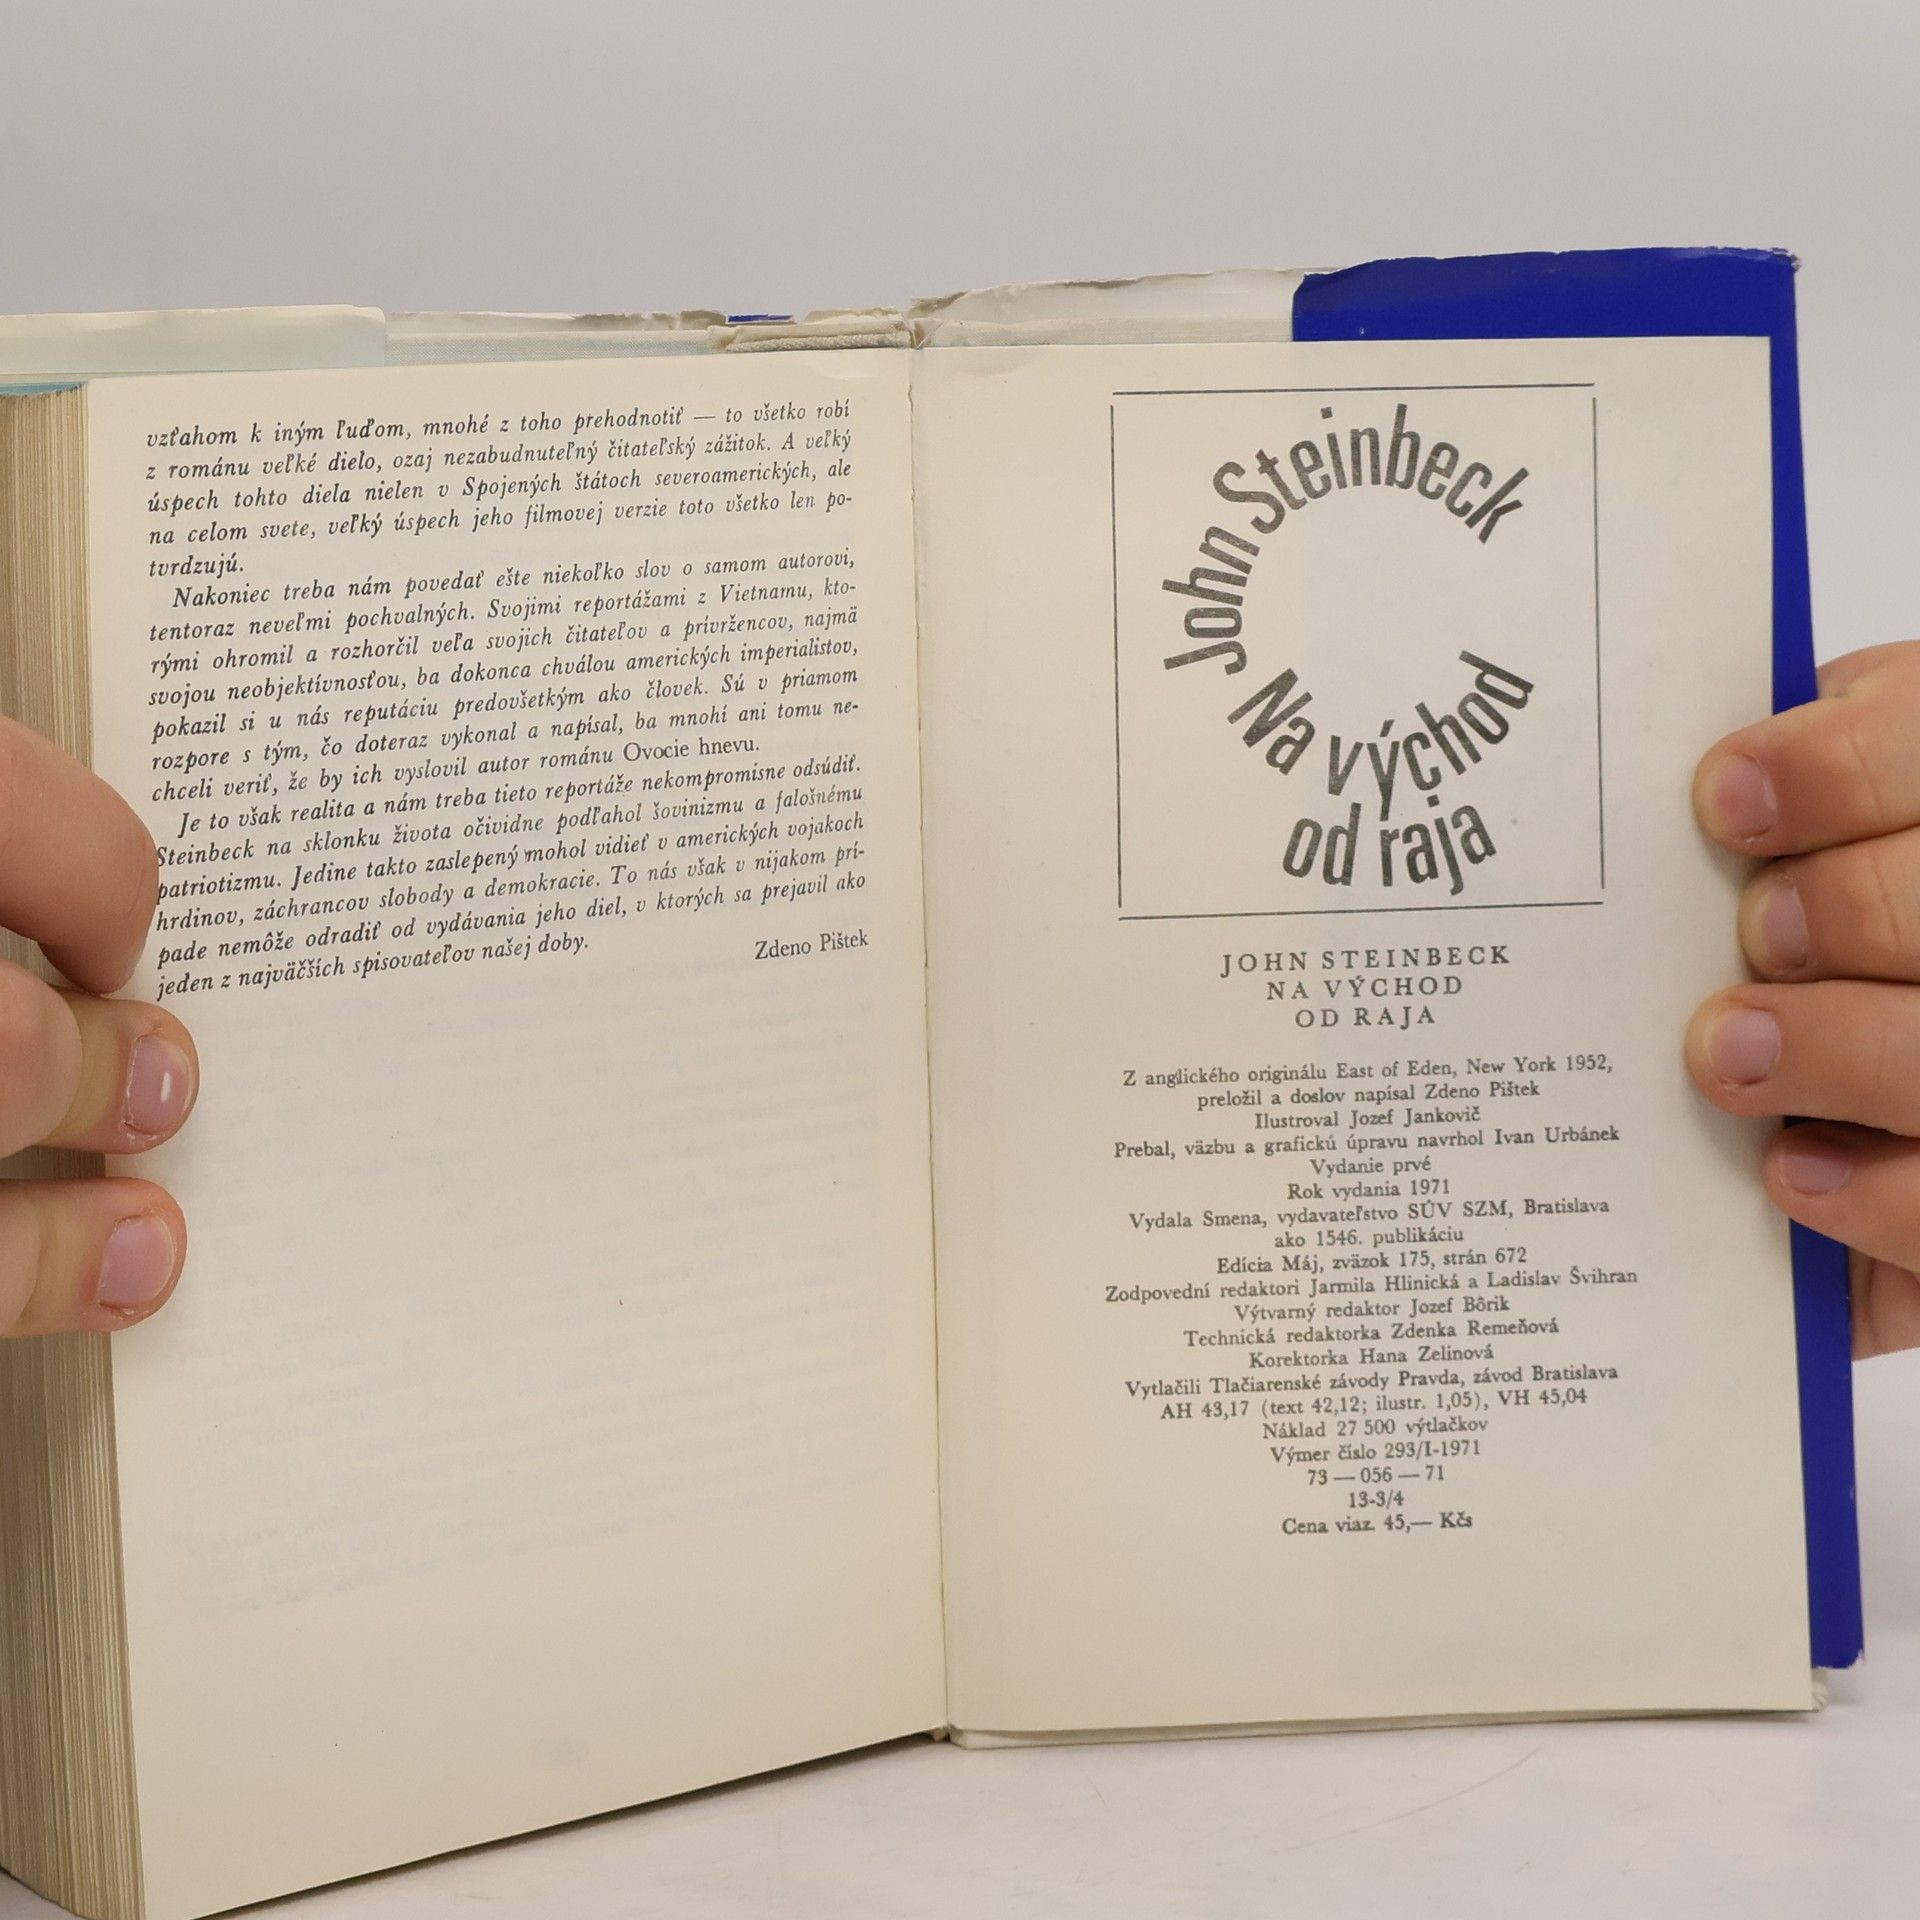 vzťahom k iným ľuďom, mnohé z toho prehodnotiť — to všetko robí
z románu veľké dielo, ozaj nezabudnuteľný čitateľský zážitok. A veľký
úspech tohto diela nielen v Spojených štátoch severoamerických, ale
na celom svete, veľký úspech jeho filmovej verzie toto všetko len po-
tvrdzujú.
Nakoniec treba nám povedať ešte niekoľko slov o samom autorovi,
tentoraz neveľmi pochvalných. Svojimi reportážami z Vietnamu, kto-
rými ohromil a rozhorčil veľa svojich čitateľov a prívržencov, najmä
svojou neobjektívnosťou, ba dokonca chválou amerických imperialistov,
pokazil si u nás reputáciu predovšetkým ako človek. Sú v priamom
rozpore s tým, čo doteraz vykonal a napísal, ba mnohí ani tomu ne-
chceli veriť, že by ich vyslovil autor románu Ovocie hnevu.
Je to však realita a nám treba tieto reportáže nekompromisne odsúdiť.
Steinbeck na sklonku života očividne podľahol šovinizmu a falošnému
patriotizmu. Jedine takto zaslepený mohol vidieť v amerických vojakoch
hrdinov, záchrancov slobody a demokracie. To nás však v nijakom prí-
pade nemôže odradiť od vydávania jeho diel, v ktorých sa prejavil ako
jeden z najväčších spisovateľov našej doby.
Zdeno Pištek
John Steinbeck
Na východ
od raja
JOHN STEINBECK
NA VÝCHOD
OD RAJA
Z anglického originálu East of Eden, New York 1952,
preložil a doslov napísal Zdeno Pištek
Ilustroval Jozef Jankovič
Prebal, väzbu a grafickú úpravu navrhol Ivan Urbánek
Vydanie prvé
Rok vydania 1971
Vydala Smena, vydavateľstvo SÚV SZM, Bratislava
ako 1546. publikáciu
Edícia Máj, zväzok 175, strán 672
Zodpovední redaktori Jarmila Hlinická a Ladislav Švihran
Výtvarný redaktor Jozef Bôrik
Technická redaktorka Zdenka Remeňová
Korektorka Hana Zelinová
Vytlačili Tlačiarenské závody Pravda, závod Bratislava
AH 43,17 (text 42,12; ilustr. 1,05), VH 45,04
Náklad 27 500 výtlačkov
Výmer číslo 293/I-1971
73 — 056 — 71
13-3/4
Cena viaz. 45,— Kčs